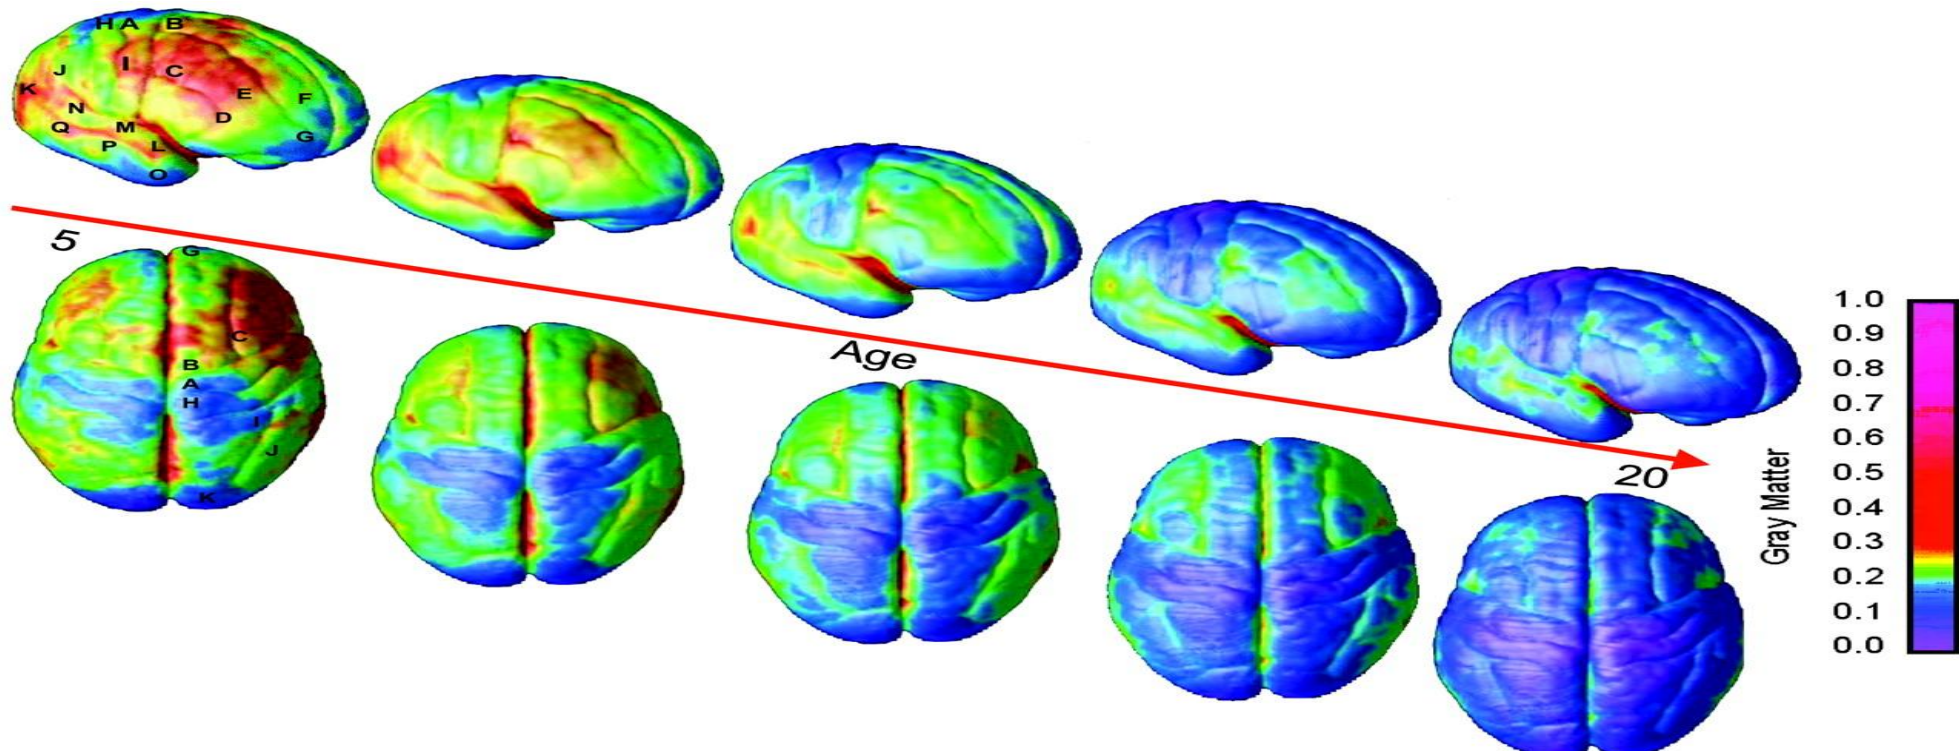 H A B
I C
J
K E F
N D
Q M G
P L
O
5
G
C
B
A
H
I
J
K
Age
20
Gray Matter
1.0
0.9
0.8
0.7
0.6
0.5
0.4
0.3
0.2
0.1
0.0